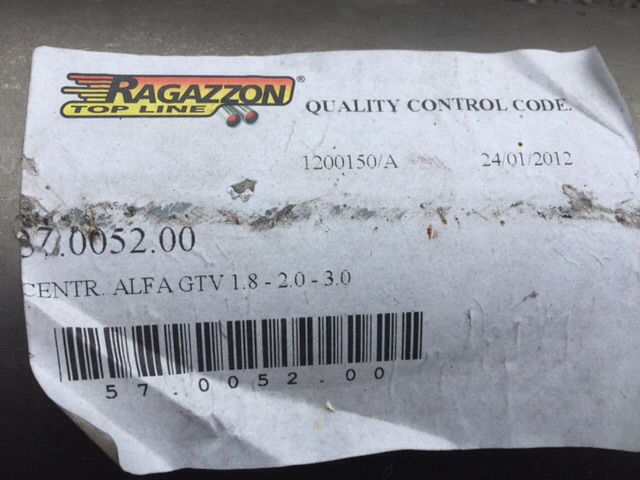 RAGAZZON®
TOP LINE
QUALITY CONTROL CODE.
1200150/A 24/01/2012
57.0052.00
CENTR. ALFA GTV 1.8 - 2.0 - 3.0
57.0052.00